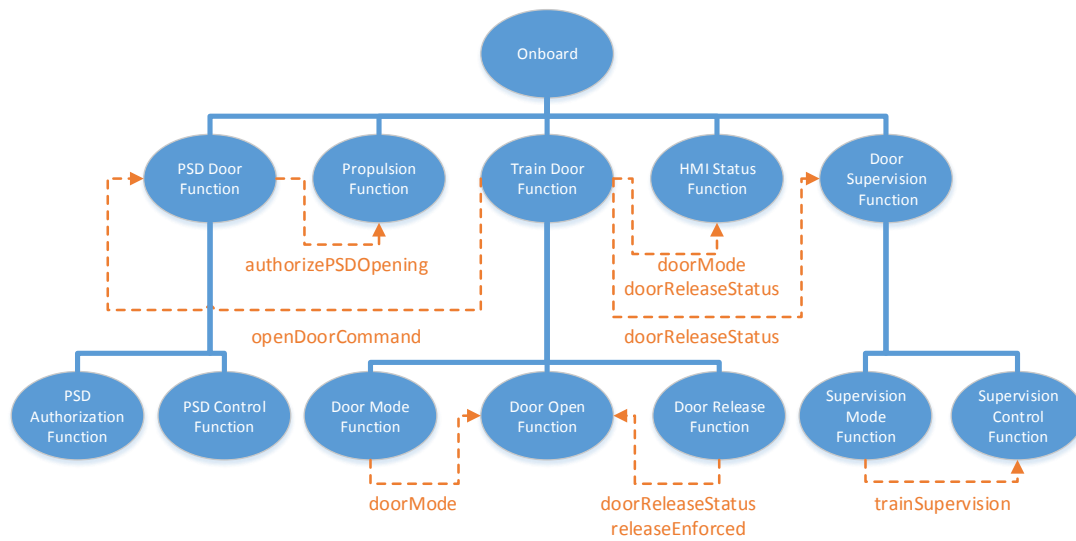 Onboard
PSD Door
Function
Propulsion
Function
Train Door
Function
HMI Status
Function
Door
Supervision
Function
authorizePSDOpening
doorMode
doorReleaseStatus
openDoorCommand
doorReleaseStatus
PSD
Authorization
Function
PSD Control
Function
Door Mode
Function
Door Open
Function
Door Release
Function
Supervision
Mode
Function
Supervision
Control
Function
doorMode
doorReleaseStatus
releaseEnforced
trainSupervision